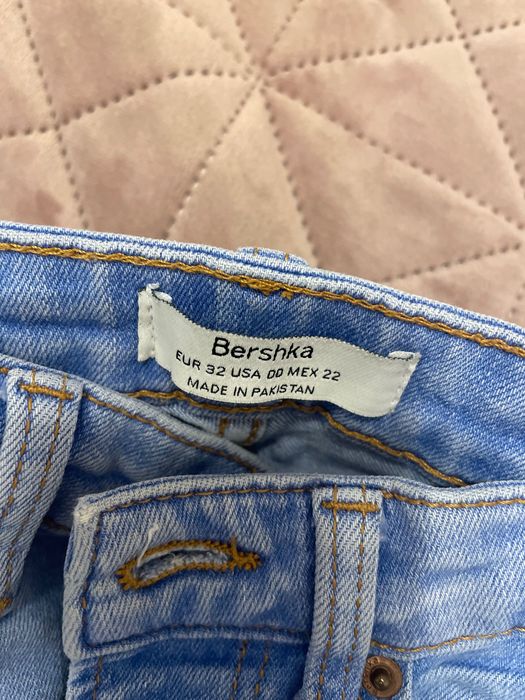 Bershka
EUR 32 USA 00 MEX 22
MADE IN PAKISTAN